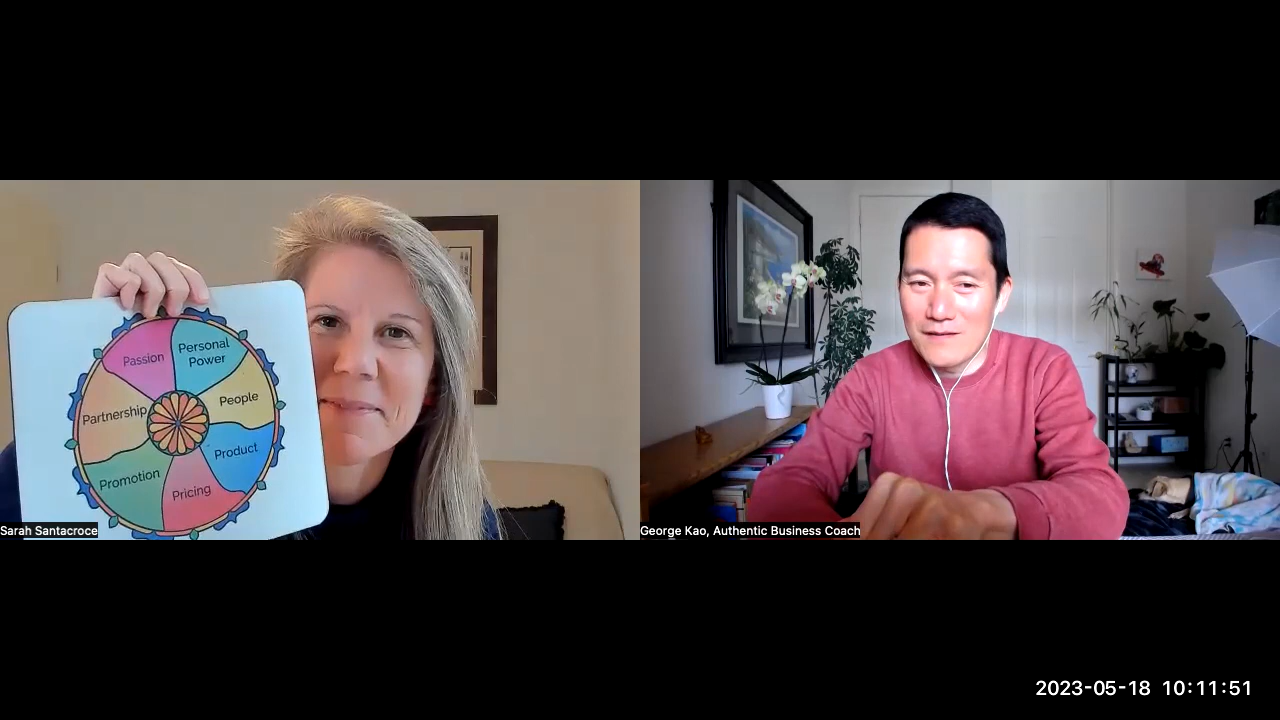 Passion
Personal
Power
Partnership
People
Product
Promotion
Pricing
Sarah Santacroce
George Kao, Authentic Business Coach
2023-05-18 10:11:51